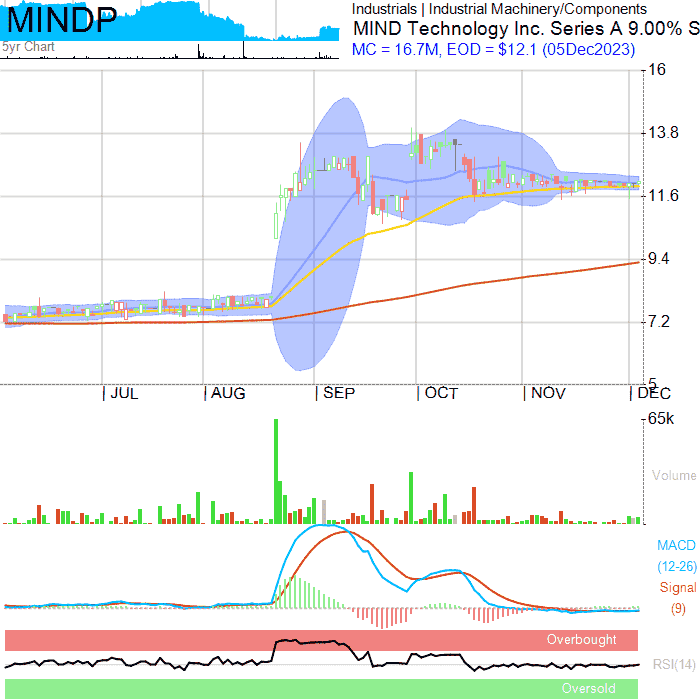 MINDP
5yr Chart
Industrials | Industrial Machinery/Components
MIND Technology Inc. Series A 9.00% S
MC = 16.7M, EOD = $12.1 (05Dec2023)
16
13.8
11.6
9.4
7.2
5
JUL
AUG
SEP
OCT
NOV
DEC
65k
Volume
MACD
(12-26)
Signal
(9)
Overbought
RSI(14)
Oversold